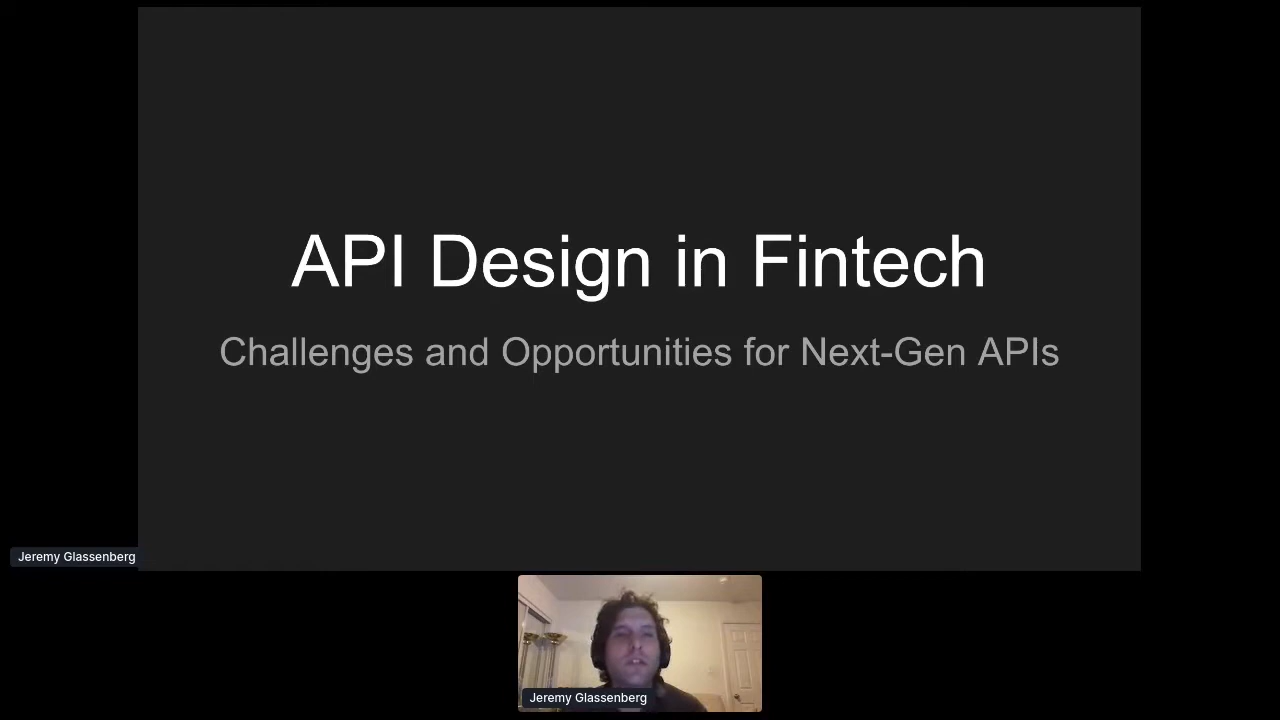 API Design in Fintech
Challenges and Opportunities for Next-Gen APIs
Jeremy Glassenberg
Jeremy Glassenberg